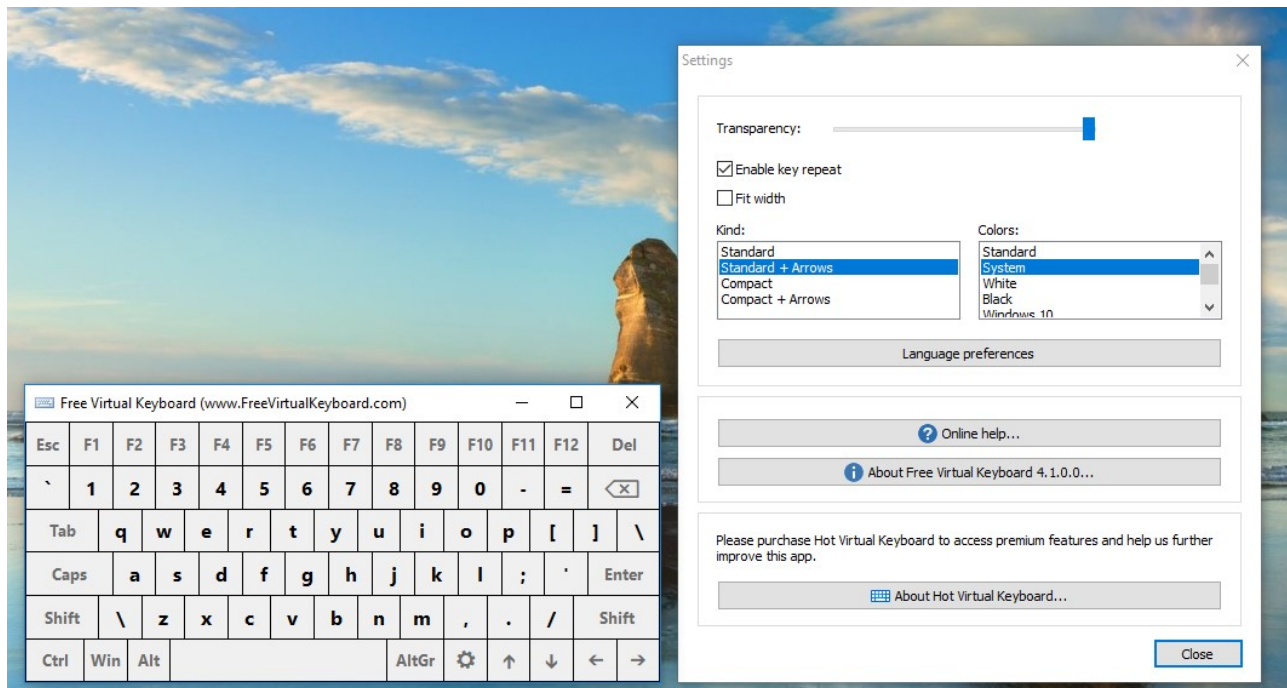 Settings
Transparency:
Enable key repeat
Fit width
Kind:
Standard
Standard + Arrows
Compact
Compact + Arrows
Colors:
Standard
System
White
Black
Windows 10
Language preferences
Online help...
About Free Virtual Keyboard 4.1.0.0...
Please purchase Hot Virtual Keyboard to access premium features and help us further
improve this app.
About Hot Virtual Keyboard...
Close
Free Virtual Keyboard (www.FreeVirtualKeyboard.com)
Esc F1 F2 F3 F4 F5 F6 F7 F8 F9 F10 F11 F12 Del
` 1 2 3 4 5 6 7 8 9 0 - =
Tab q w e r t y u i o p [ ] \
Caps a s d f g h j k l ; ' Enter
Shift \ z x c v b n m , . / Shift
Ctrl Win Alt AltGr ↑ ↓ ← →